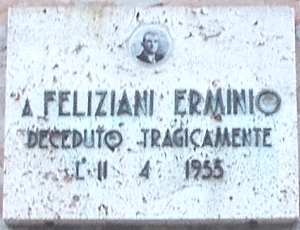 A FELIZIANI ERMINIO
DECEDUTO TRAGICAMENTE
L' 11 4 1955